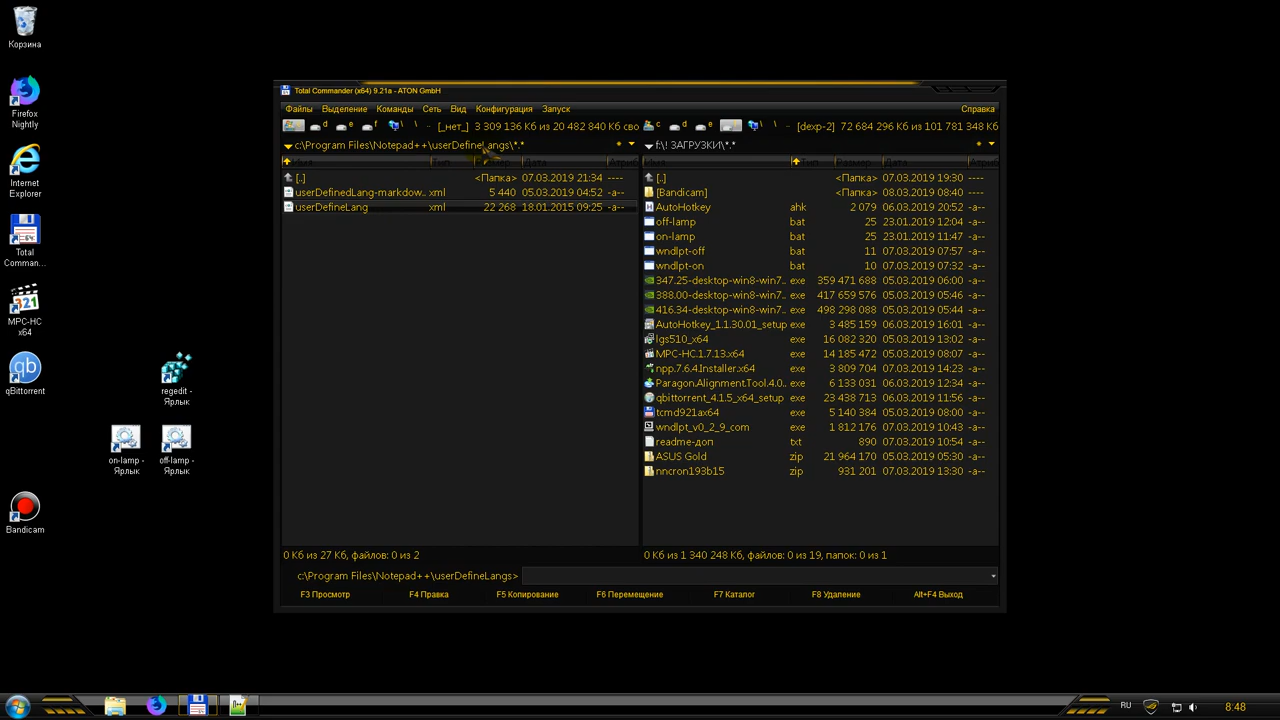 Корзина
Firefox
Nightly
Internet
Explorer
Total
Comman...
MPC-HC
x64
qBittorrent
regedit -
Ярлык
on-lamp -
Ярлык
off-lamp -
Ярлык
Bandicam
Total Commander (x64) 9.21a - ATON GmbH
Файлы Выделение Команды Сеть Вид Конфигурация Запуск Справка
c d e f \ .. [_нет_] 3 309 136 Кб из 20 482 840 Кб сво
c d e \ .. [dexp-2] 72 684 296 Кб из 101 781 348 Кб
c:\Program Files\Notepad++\userDefineLangs\*.* *
Имя Тип Дата Атриб
[..] <Папка> 07.03.2019 21:34 ----
userDefinedLang-markdow.. xml 5 440 05.03.2019 04:52 -a--
userDefineLang xml 22 268 18.01.2015 09:25 -a--
0 Кб из 27 Кб, файлов: 0 из 2
f:\! ЗАГРУЗКИ\*.* *
Имя Тип Размер Дата Атриб
[..] <Папка> 07.03.2019 19:30 ----
[Bandicam] <Папка> 08.03.2019 08:40 ----
AutoHotkey ahk 2 079 06.03.2019 20:52 -a--
off-lamp bat 25 23.01.2019 12:04 -a--
on-lamp bat 25 23.01.2019 11:47 -a--
wndlpt-off bat 11 07.03.2019 07:57 -a--
wndlpt-on bat 10 07.03.2019 07:32 -a--
347.25-desktop-win8-win7.. exe 359 471 688 05.03.2019 06:00 -a--
388.00-desktop-win8-win7.. exe 417 659 576 05.03.2019 05:46 -a--
416.34-desktop-win8-win7.. exe 498 298 088 05.03.2019 05:44 -a--
AutoHotkey_1.1.30.01_setup exe 3 485 159 06.03.2019 16:01 -a--
lgs510_x64 exe 16 082 320 05.03.2019 13:02 -a--
MPC-HC.1.7.13.x64 exe 14 185 472 05.03.2019 08:07 -a--
npp.7.6.4.Installer.x64 exe 3 809 704 07.03.2019 14:23 -a--
Paragon.Alignment.Tool.4.0.. exe 6 133 031 06.03.2019 12:34 -a--
qbittorrent_4.1.5_x64_setup exe 23 438 713 06.03.2019 11:56 -a--
tcmd921ax64 exe 5 140 384 05.03.2019 08:00 -a--
wndlpt_v0_2_9_com exe 1 812 176 07.03.2019 10:43 -a--
readme-доп txt 890 07.03.2019 10:54 -a--
ASUS Gold zip 21 964 170 05.03.2019 05:30 -a--
nncron193b15 zip 931 201 07.03.2019 13:30 -a--
0 Кб из 1 340 248 Кб, файлов: 0 из 19, папок: 0 из 1
c:\Program Files\Notepad++\userDefineLangs>
F3 Просмотр F4 Правка F5 Копирование F6 Перемещение F7 Каталог F8 Удаление Alt+F4 Выход
RU 8:48